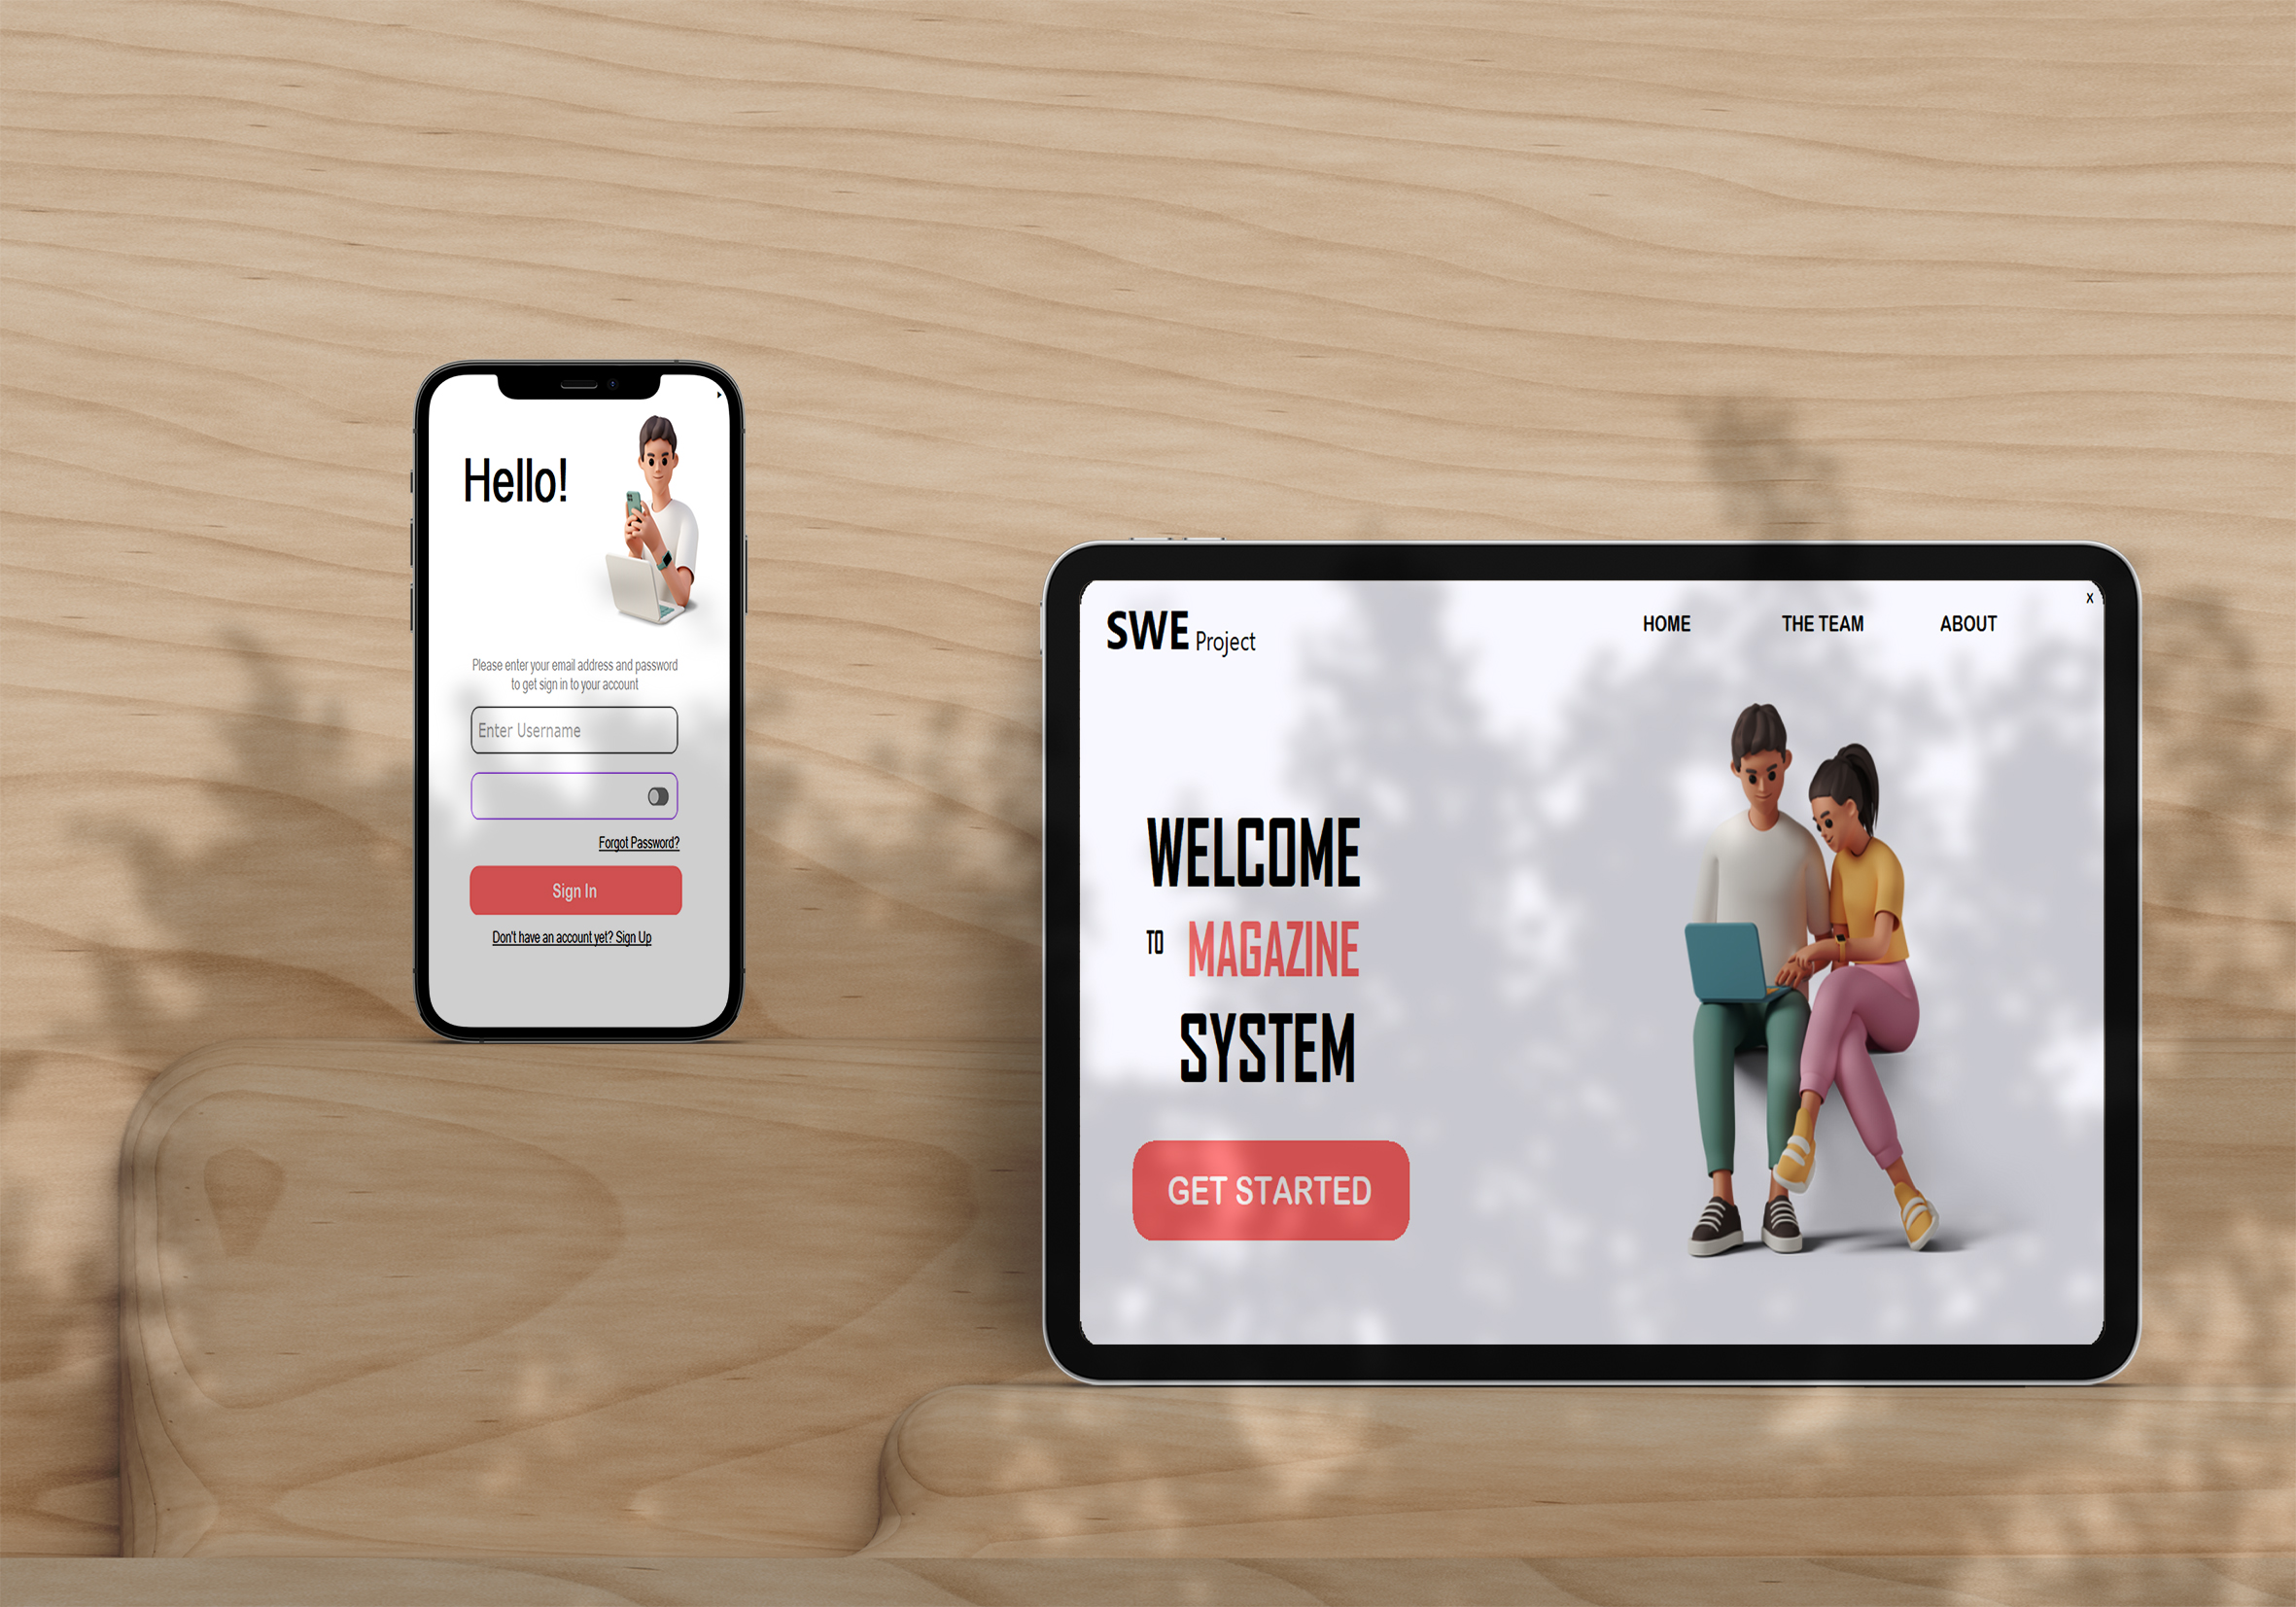 Hello!
Please enter your email address and password
to get sign in to your account
Enter Username
Forgot Password?
Sign In
Don't have an account yet? Sign Up
SWE Project
HOME THE TEAM ABOUT
X
WELCOME
TO MAGAZINE
SYSTEM
GET STARTED